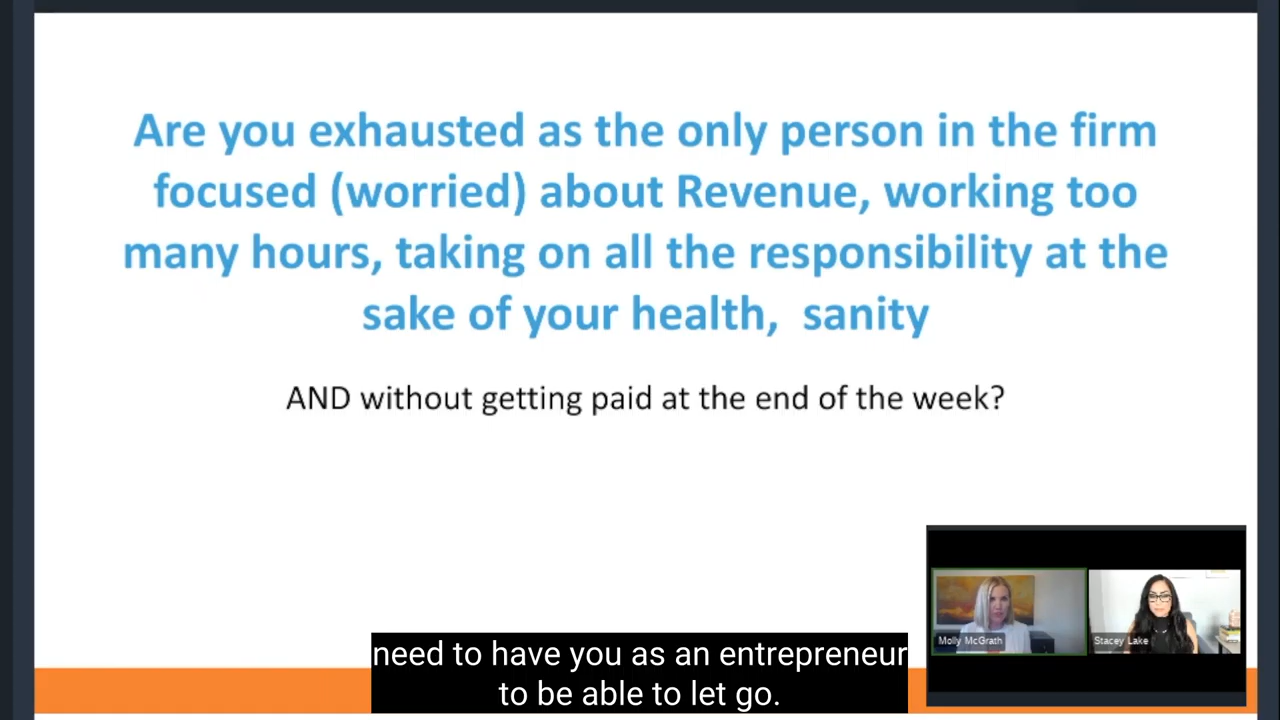 Are you exhausted as the only person in the firm
focused (worried) about Revenue, working too
many hours, taking on all the responsibility at the
sake of your health,  sanity
AND without getting paid at the end of the week?
Molly McGrath
Stacey Lake
need to have you as an entrepreneur
to be able to let go.